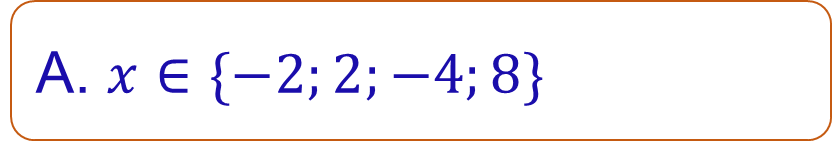 A. x ∈ {−2; 2; −4; 8}